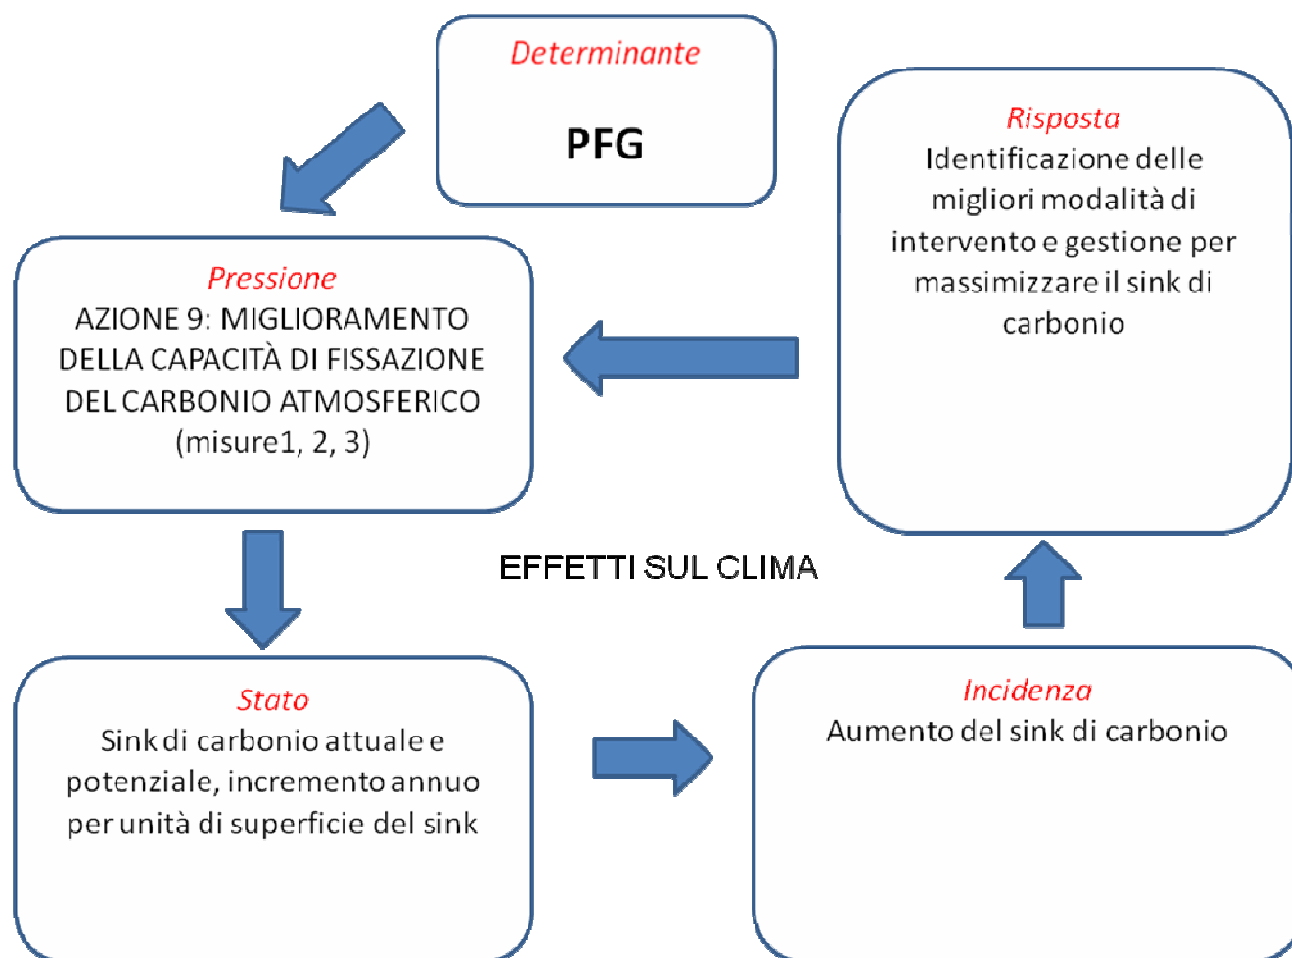 Determinante
PFG
Risposta
Identificazione delle
migliori modalità di
intervento e gestione per
massimizzare il sink di
carbonio
Pressione
AZIONE 9: MIGLIORAMENTO
DELLA CAPACITÀ DI FISSAZIONE
DEL CARBONIO ATMOSFERICO
(misure1, 2, 3)
EFFETTI SUL CLIMA
Stato
Sink di carbonio attuale e
potenziale, incremento annuo
per unità di superficie del sink
Incidenza
Aumento del sink di carbonio